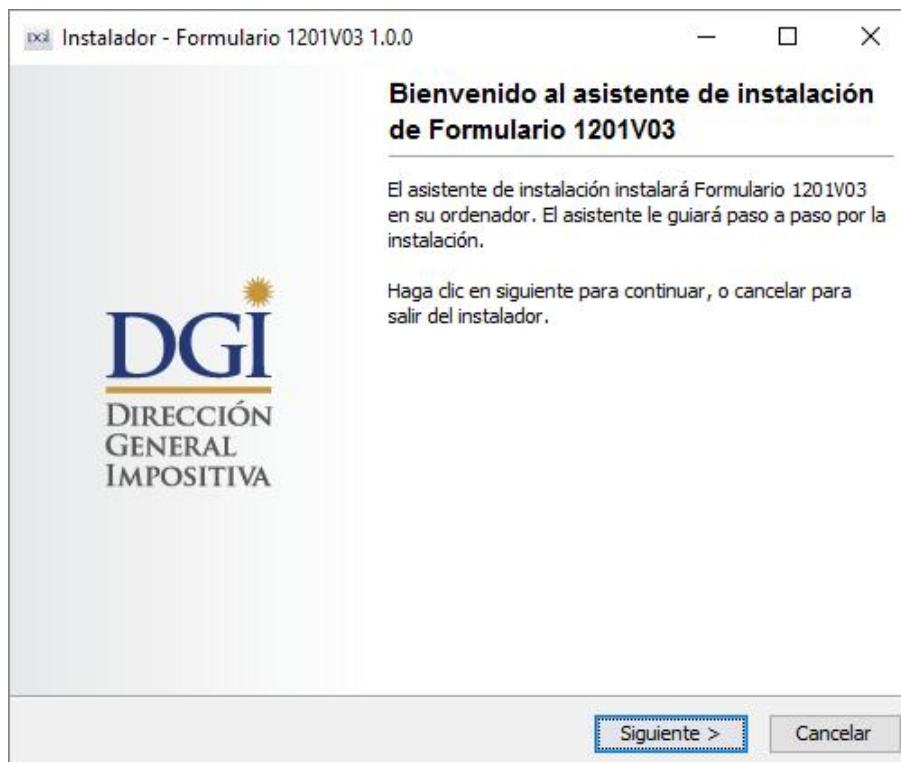 DGI Instalador - Formulario 1201V03 1.0.0
Bienvenido al asistente de instalación
de Formulario 1201V03
El asistente de instalación instalará Formulario 1201V03
en su ordenador. El asistente le guiará paso a paso por la
instalación.
Haga clic en siguiente para continuar, o cancelar para
salir del instalador.
DGI
DIRECCIÓN
GENERAL
IMPOSITIVA
Siguiente > Cancelar